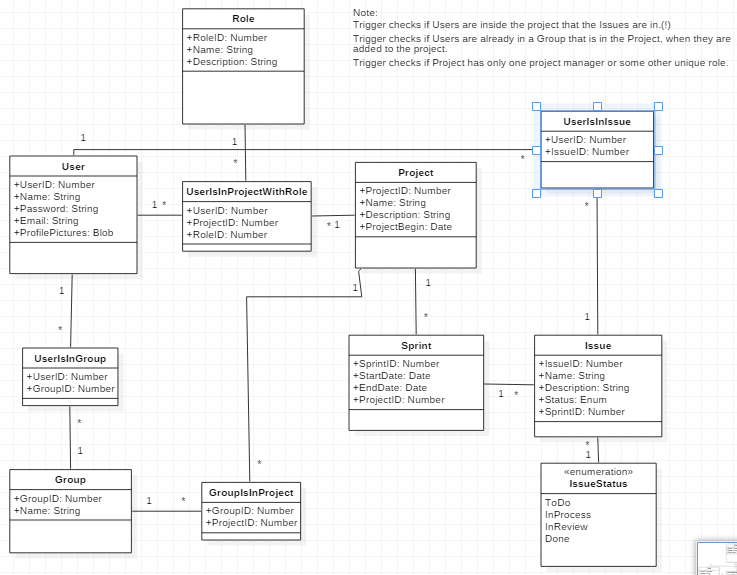 Note:
Trigger checks if Users are inside the project that the Issues are in.(!)
Trigger checks if Users are already in a Group that is in the Project, when they are
added to the project.
Trigger checks if Project has only one project manager or some other unique role.
Role
+RoleID: Number
+Name: String
+Description: String
UserIsInIssue
+UserID: Number
+IssueID: Number
1
1
*
*
User
+UserID: Number
+Name: String
+Password: String
+Email: String
+ProfilePictures: Blob
1 *
UserIsInProjectWithRole
+UserID: Number
+ProjectID: Number
+RoleID: Number
* 1
Project
+ProjectID: Number
+Name: String
+Description: String
+ProjectBegin: Date
*
1
1
1
1
*
*
*
UserIsInGroup
+UserID: Number
+GroupID: Number
Sprint
+SprintID: Number
+StartDate: Date
+EndDate: Date
+ProjectID: Number
1 *
Issue
+IssueID: Number
+Name: String
+Description: String
+Status: Enum
+SprintID: Number
*
1
*
1
Group
+GroupID: Number
+Name: String
1 *
GroupIsInProject
+GroupID: Number
+ProjectID: Number
«enumeration»
IssueStatus
ToDo
InProcess
InReview
Done